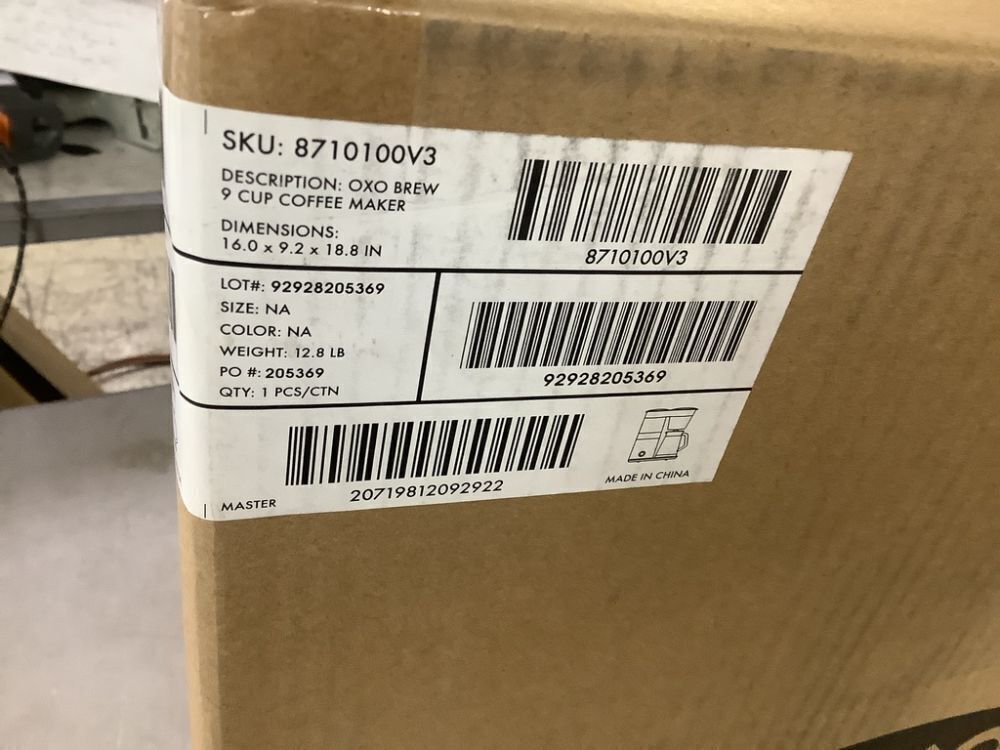 SKU: 8710100V3
DESCRIPTION: OXO BREW
9 CUP COFFEE MAKER
DIMENSIONS:
16.0 x 9.2 x 18.8 IN
8710100V3
LOT#: 92928205369
SIZE: NA
COLOR: NA
WEIGHT: 12.8 LB
PO #: 205369
QTY: 1 PCS/CTN
92928205369
MASTER
20719812092922
MADE IN CHINA